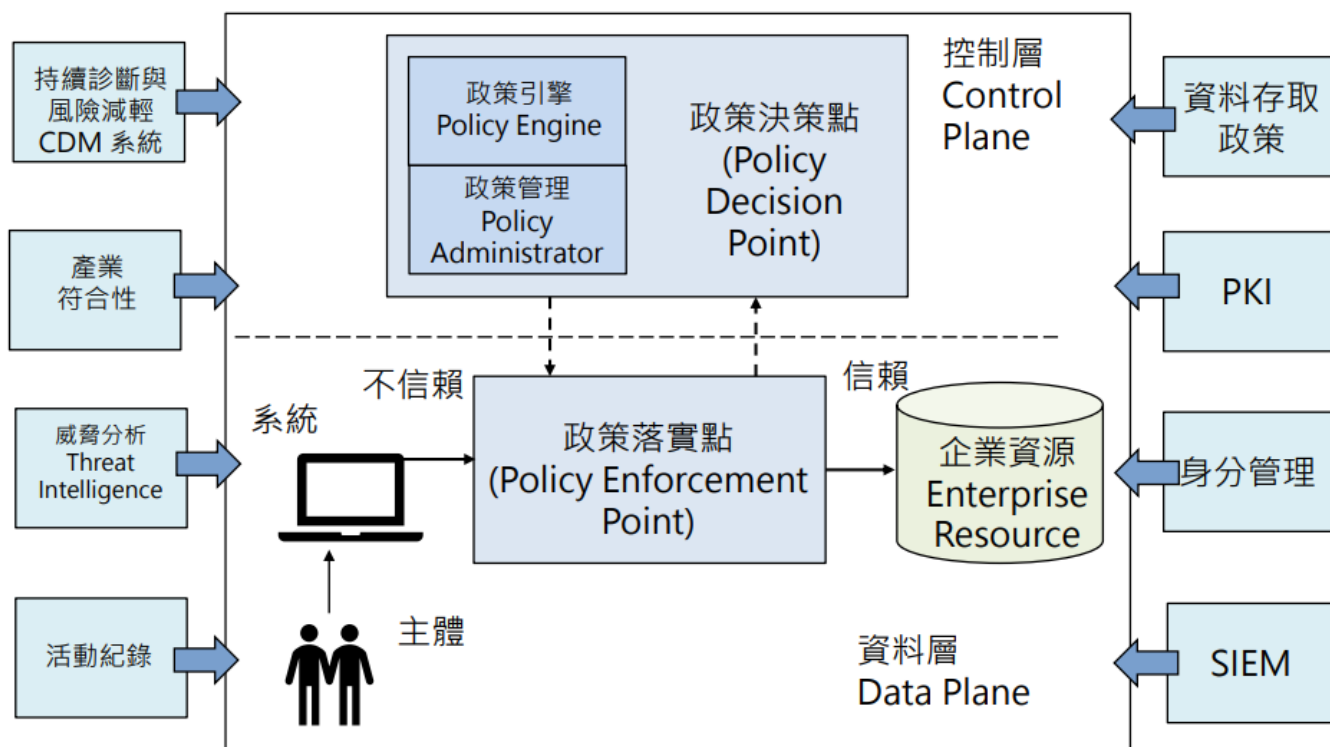 持續診斷與
風險減輕
CDM 系統
產業
符合性
威脅分析
Threat
Intelligence
活動紀錄
政策引擎
Policy Engine
政策管理
Policy
Administrator
政策決策點
(Policy
Decision
Point)
控制層
Control
Plane
不信賴
信賴
系統
政策落實點
(Policy Enforcement
Point)
企業資源
Enterprise
Resource
主體
資料層
Data Plane
資料存取
政策
PKI
身分管理
SIEM